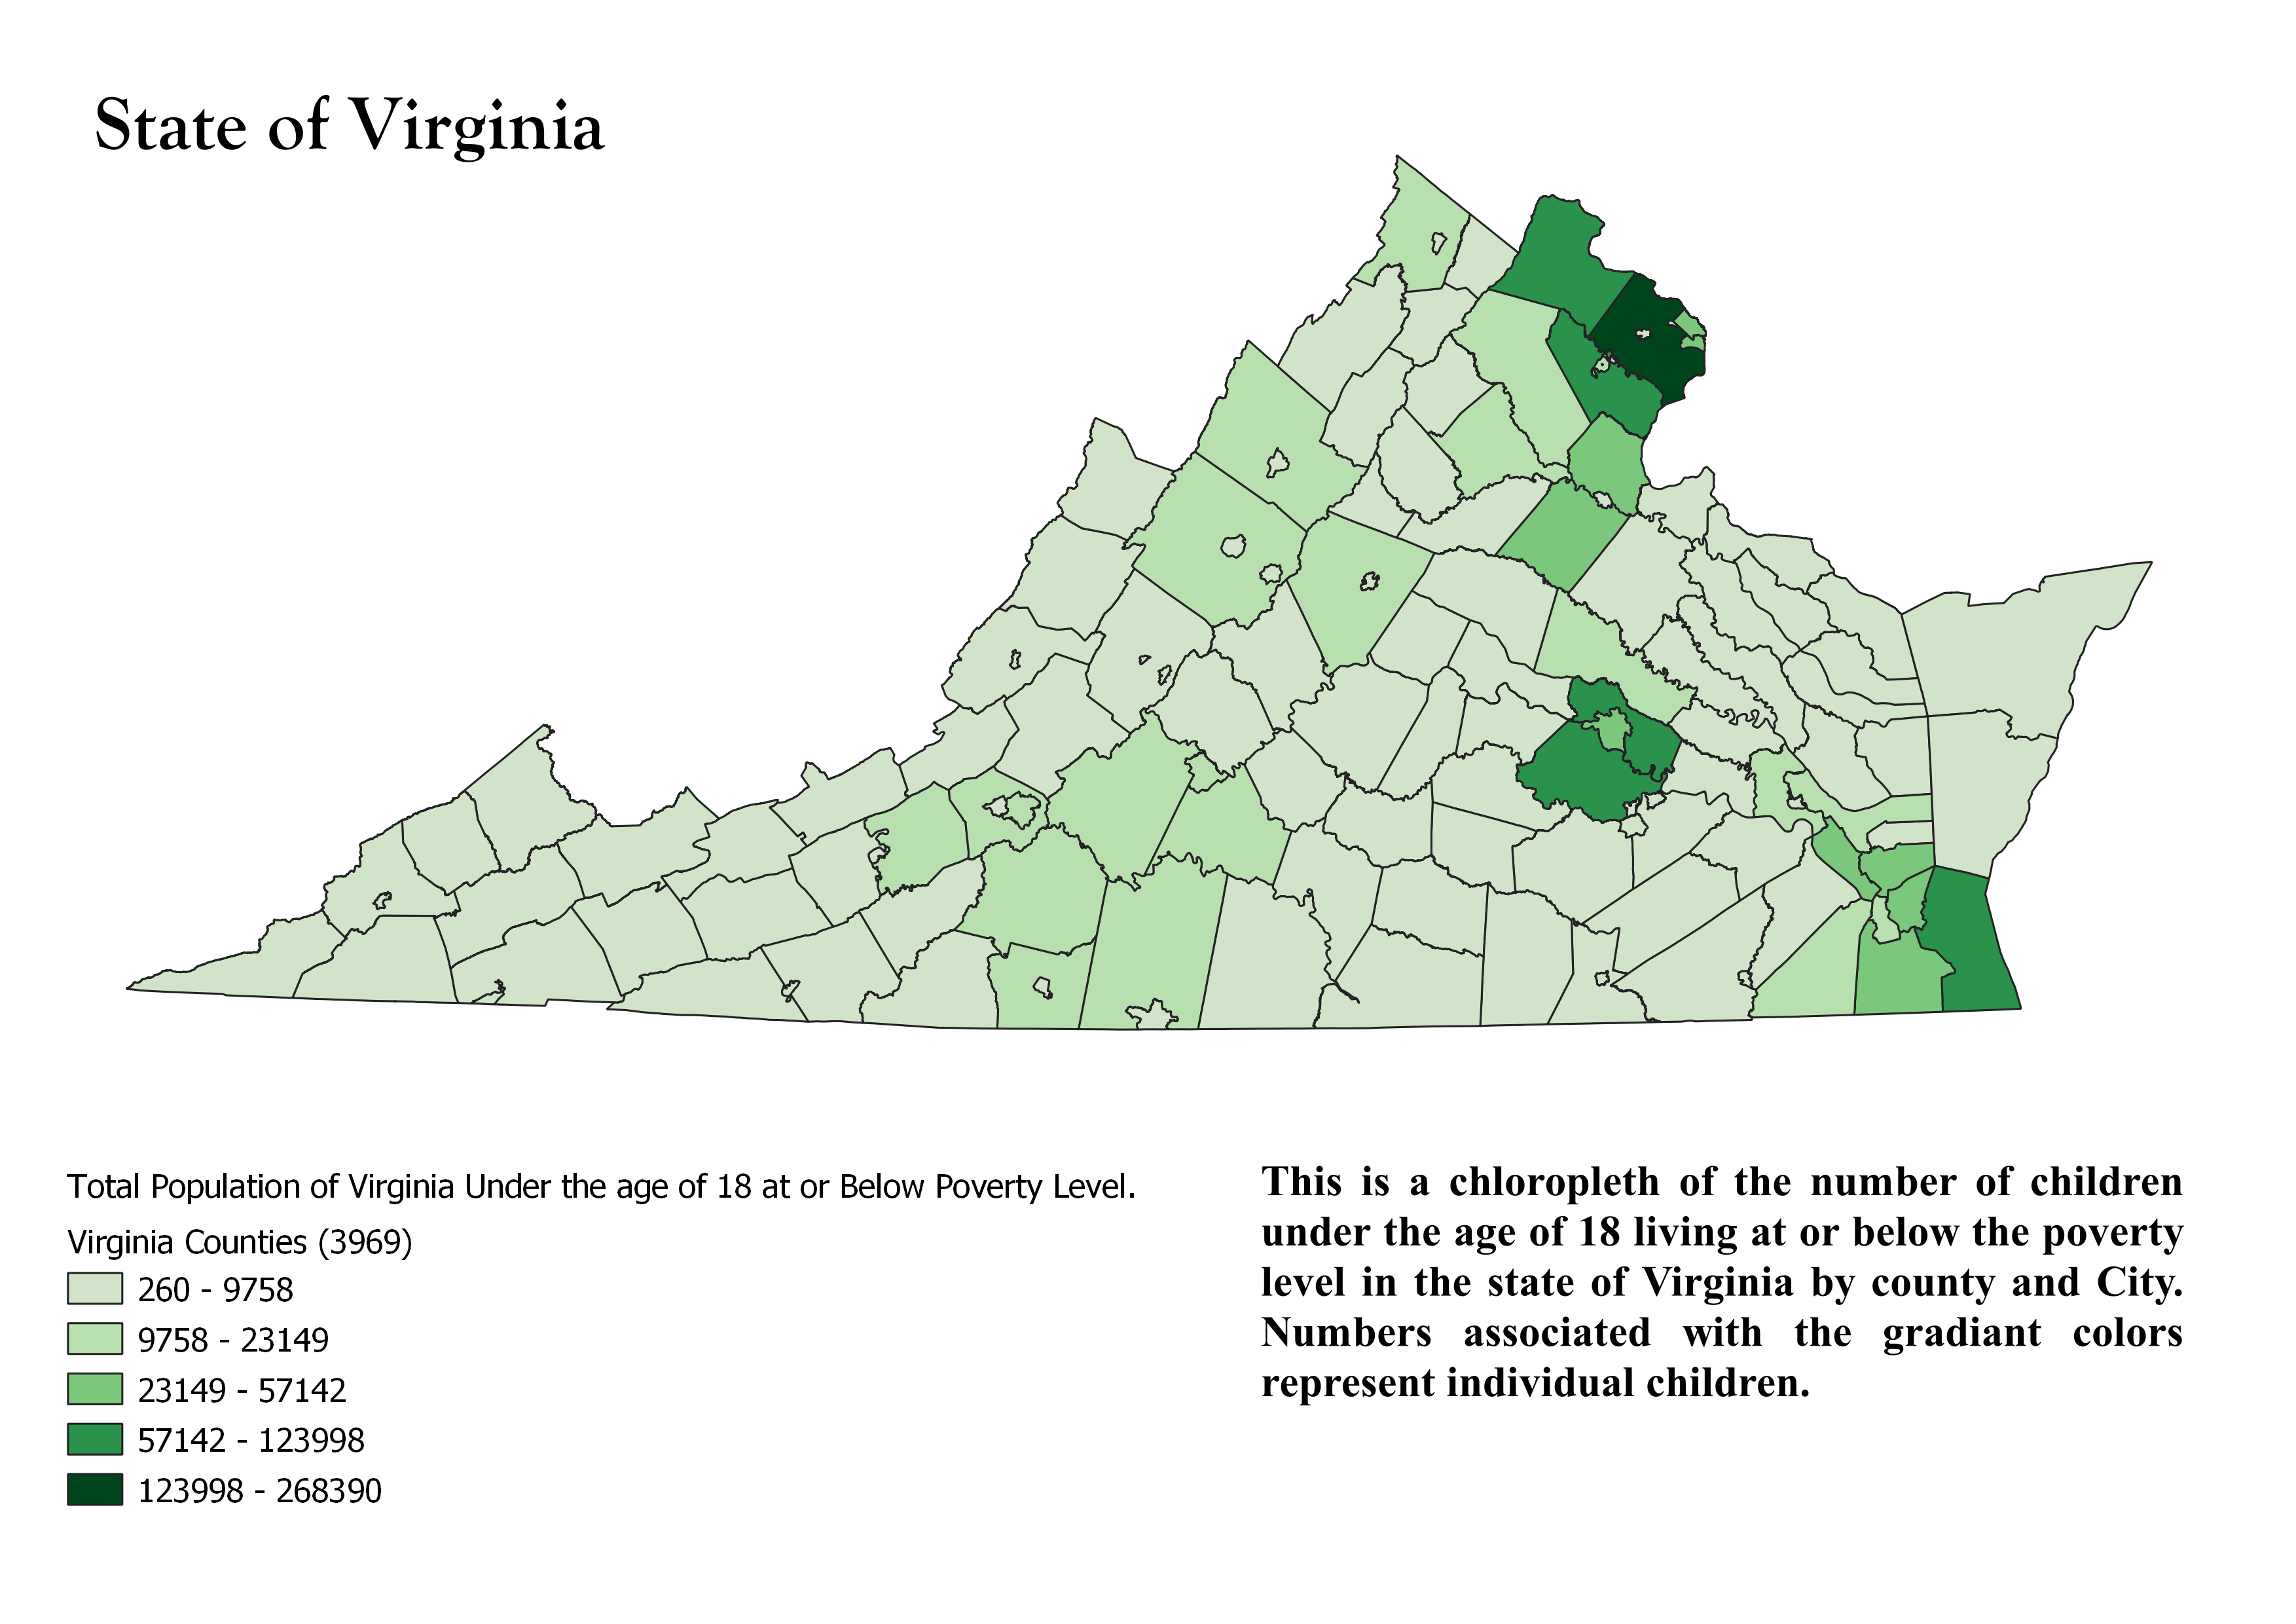 State of Virginia
Total Population of Virginia Under the age of 18 at or Below Poverty Level.
Virginia Counties (3969)
260 - 9758
9758 - 23149
23149 - 57142
57142 - 123998
123998 - 268390
This is a chloropleth of the number of children
under the age of 18 living at or below the poverty
level in the state of Virginia by county and City.
Numbers associated with the gradiant colors
represent individual children.